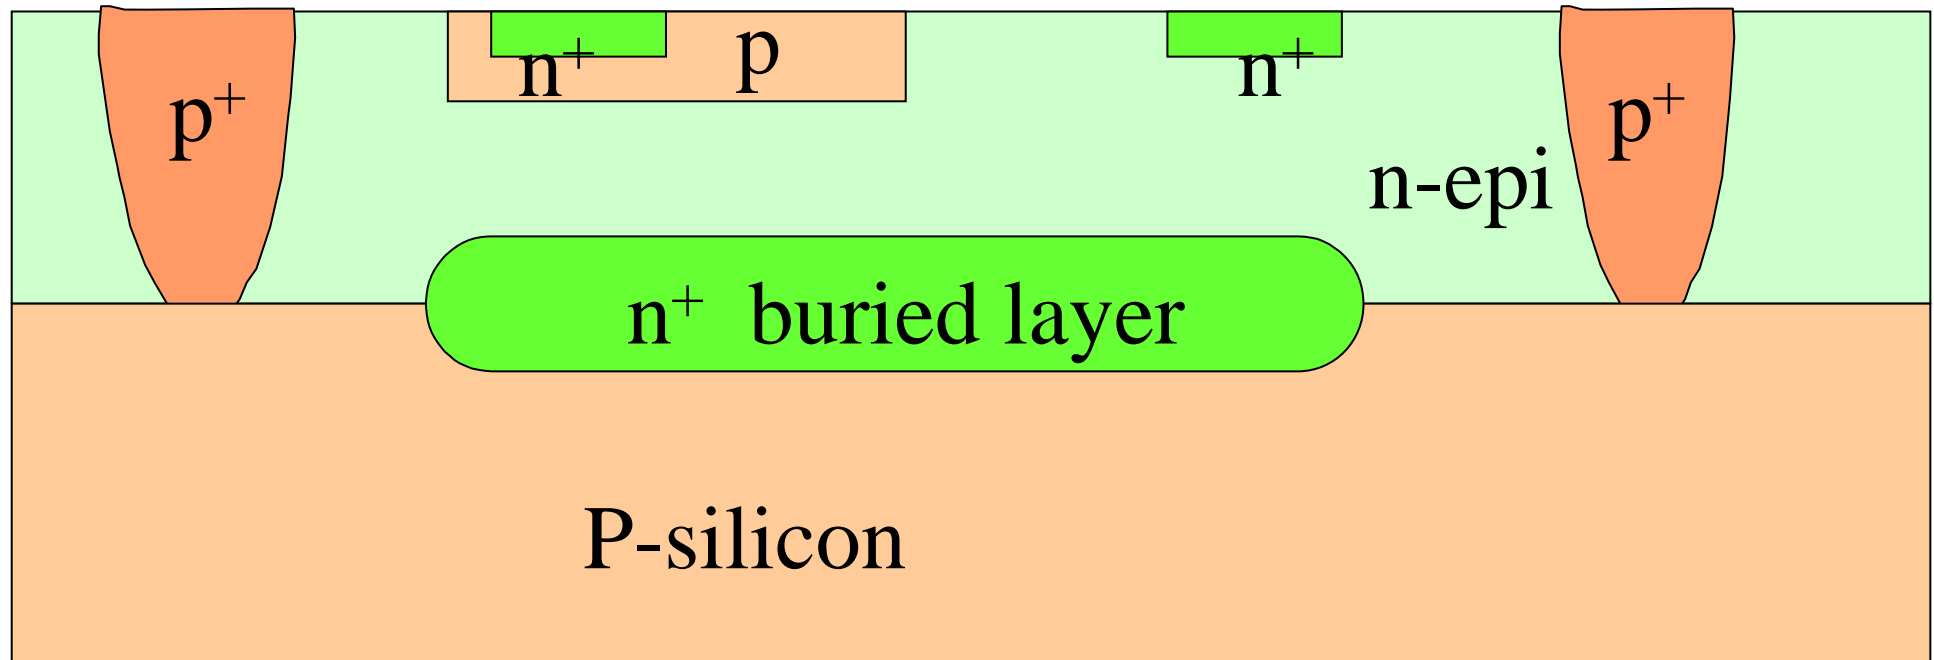 n⁺
p
n⁺
p⁺
p⁺
n-epi
n⁺ buried layer
P-silicon